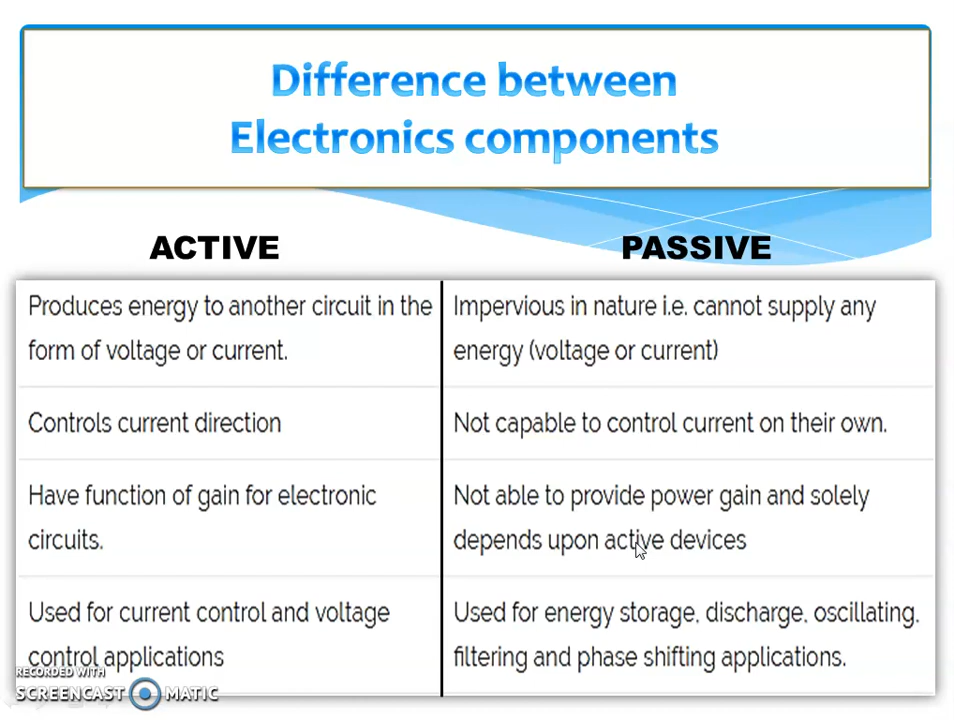 Difference between
Electronics components
ACTIVE
PASSIVE
Produces energy to another circuit in the
form of voltage or current.
Impervious in nature i.e. cannot supply any
energy (voltage or current)
Controls current direction
Not capable to control current on their own.
Have function of gain for electronic
circuits.
Not able to provide power gain and solely
depends upon active devices
Used for current control and voltage
control applications
Used for energy storage, discharge, oscillating,
filtering and phase shifting applications.
RECORDED WITH
SCREENCAST MATIC